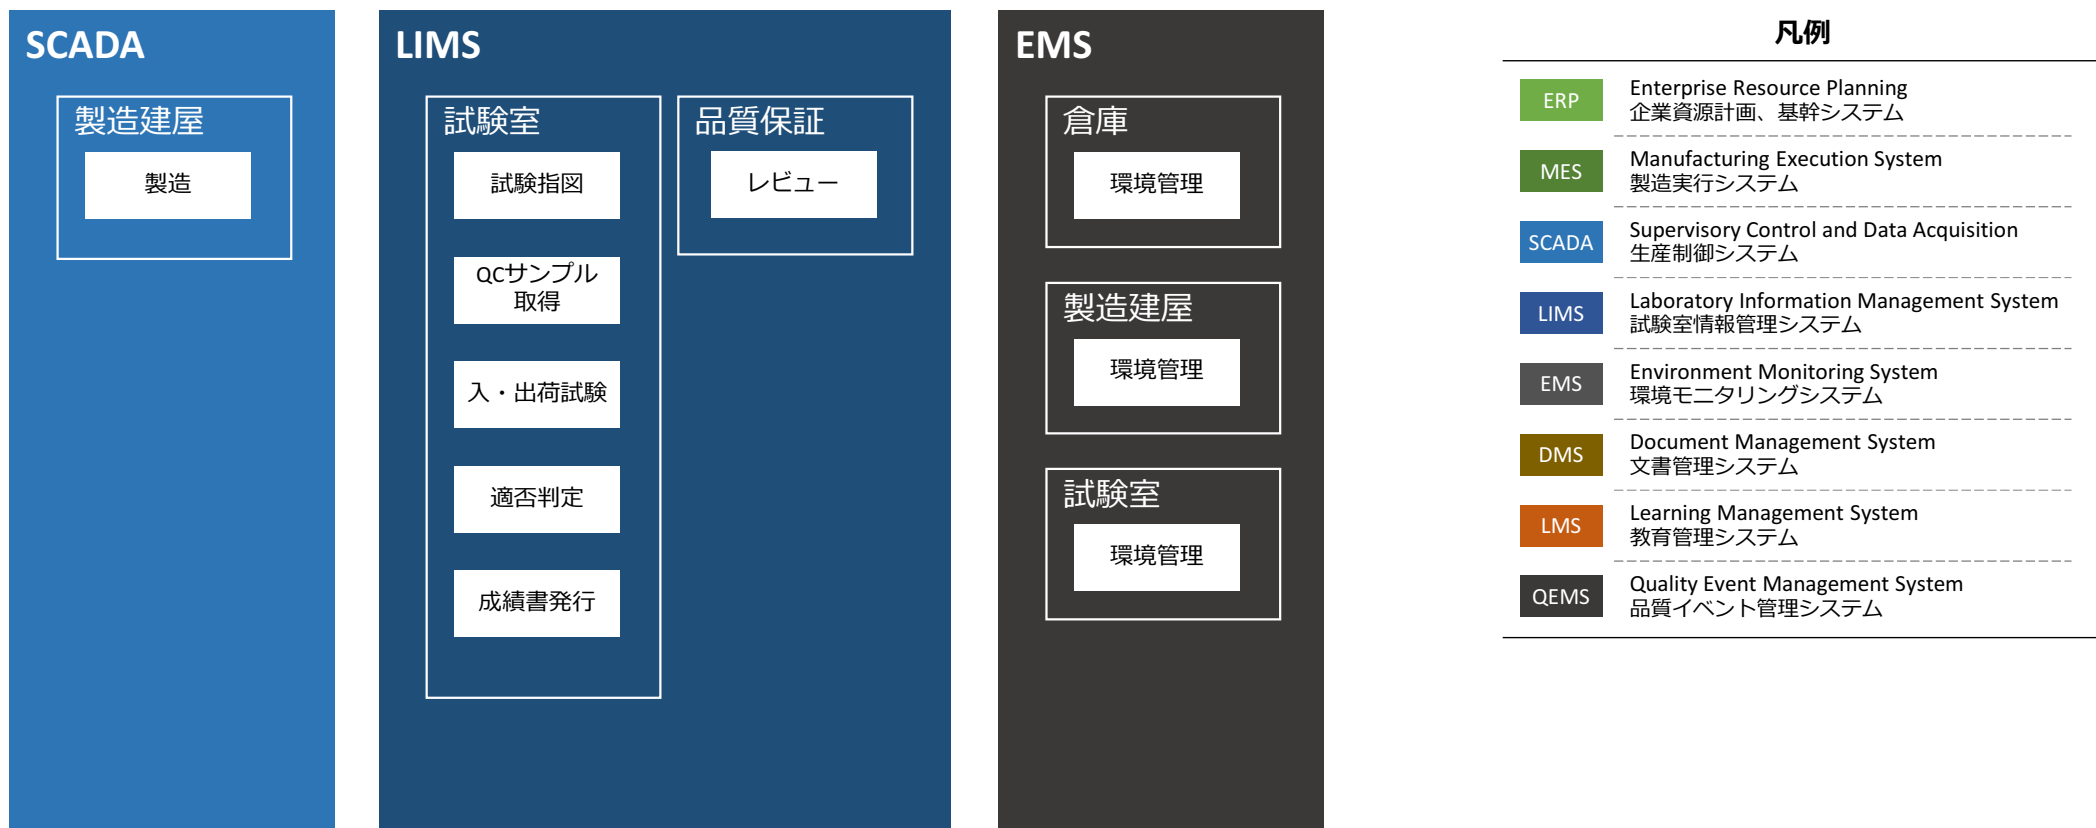 SCADA
製造建屋
製造
LIMS
試験室
試験指図
QCサンプル
取得
入・出荷試験
適否判定
成績書発行
品質保証
レビュー
EMS
倉庫
環境管理
製造建屋
環境管理
試験室
環境管理
凡例
ERP
Enterprise Resource Planning
企業資源計画、基幹システム
MES
Manufacturing Execution System
製造実行システム
SCADA
Supervisory Control and Data Acquisition
生産制御システム
LIMS
Laboratory Information Management System
試験室情報管理システム
EMS
Environment Monitoring System
環境モニタリングシステム
DMS
Document Management System
文書管理システム
LMS
Learning Management System
教育管理システム
QEMS
Quality Event Management System
品質イベント管理システム